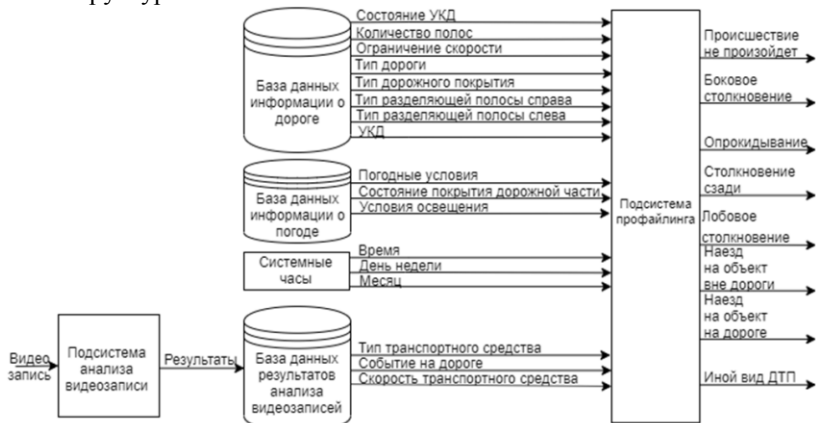 Состояние УКД
Количество полос
Ограничение скорости
Тип дороги
Тип дорожного покрытия
Тип разделяющей полосы справа
Тип разделяющей полосы слева
УКД
База данных
информации о
дороге
Погодные условия
Состояние покрытия дорожной части
Условия освещения
База данных
информации о
погоде
Системные
часы
Время
День недели
Месяц
Видео
запись
Подсистема
анализа
видеозаписи
Результаты
База данных
результатов
анализа
видеозаписей
Тип транспортного средства
Событие на дороге
Скорость транспортного средства
Подсистема
профайлинга
Происшествие
не произойдет
Боковое
столкновение
Опрокидывание
Столкновение
сзади
Лобовое
столкновение
Наезд
на объект
вне дороги
Наезд
на объект
на дороге
Иной вид ДТП